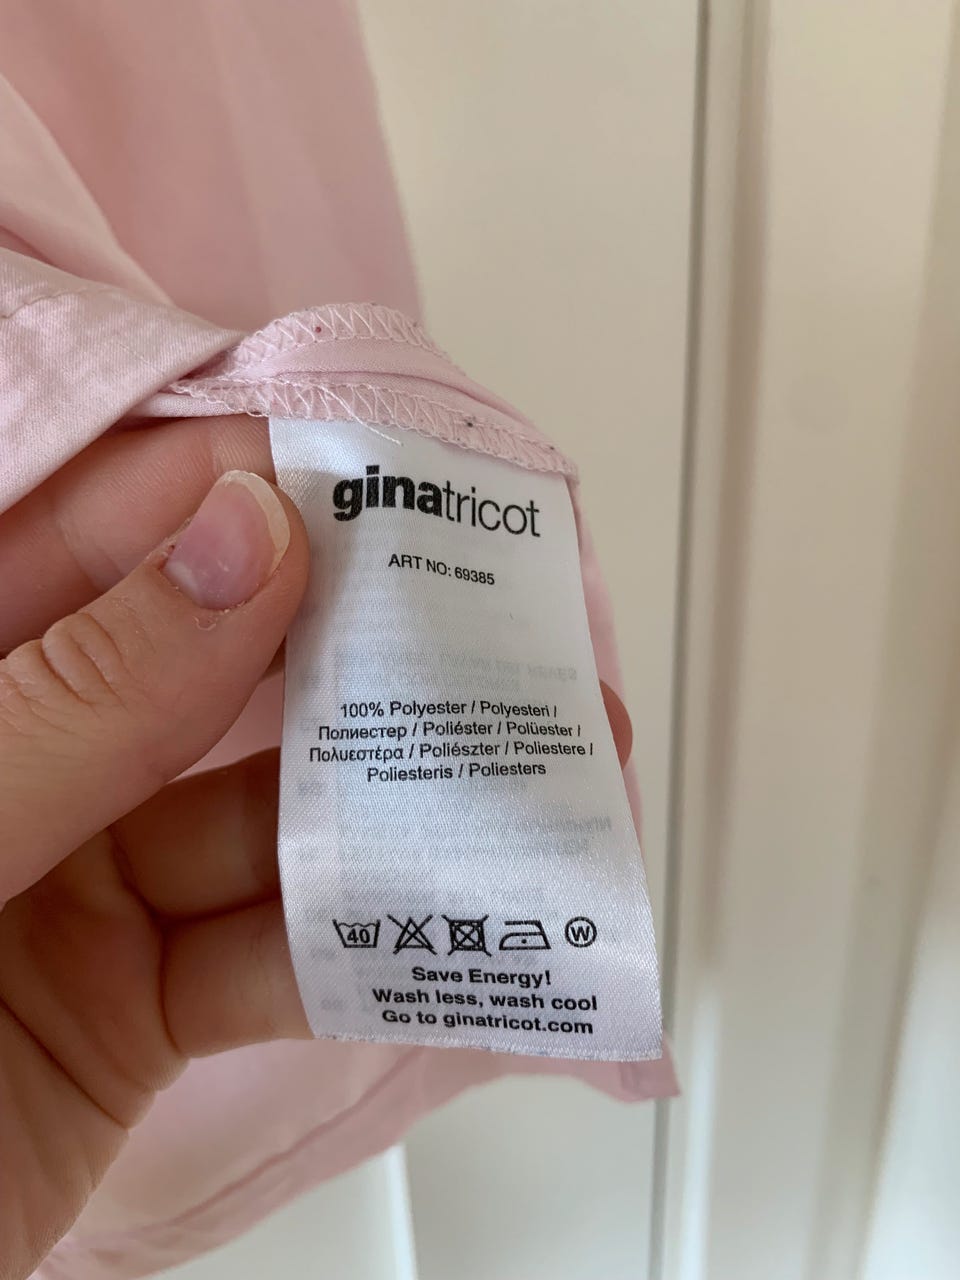 ginatricot
ART NO: 69385
100% Polyester / Polyesteri /
Полиестер / Poliéster / Polüester /
Πολυεστέρα / Poliészter / Poliestere /
Poliesteris / Poliesters
40 W
Save Energy!
Wash less, wash cool
Go to ginatricot.com